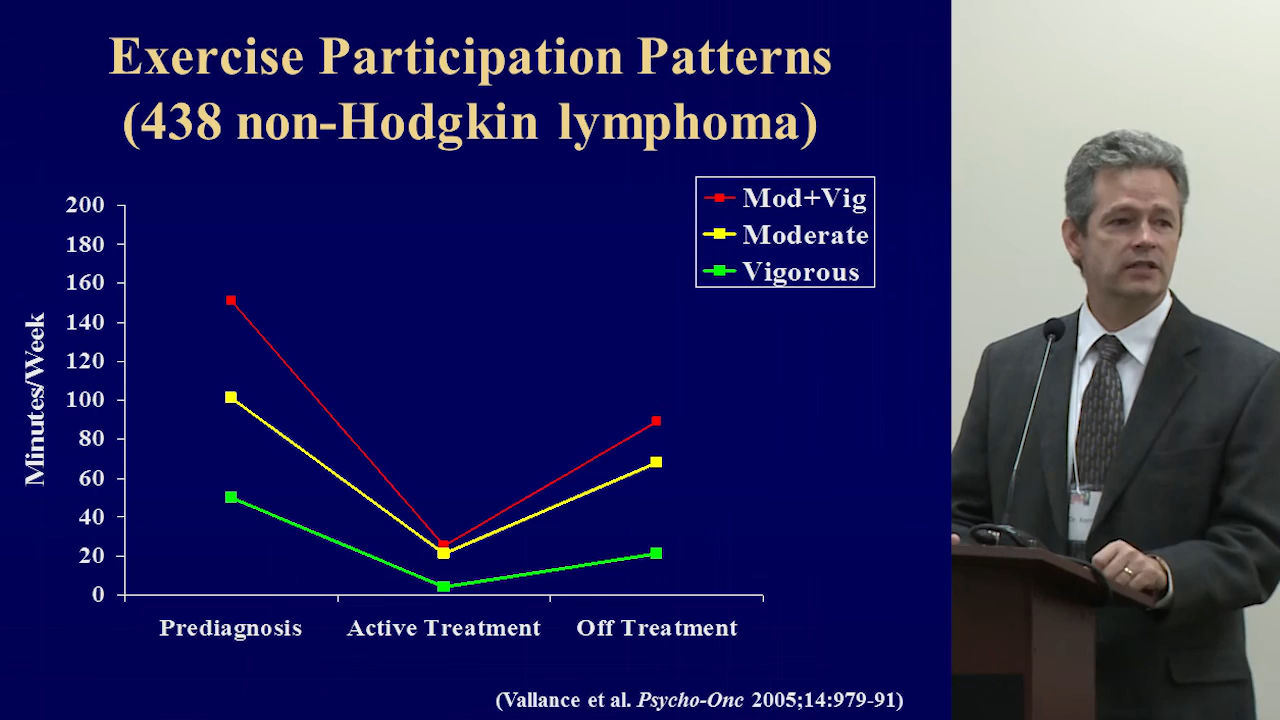 Exercise Participation Patterns
(438 non-Hodgkin lymphoma)
Mod+Vig
Moderate
Vigorous
Minutes/Week
200
180
160
140
120
100
80
60
40
20
0
Prediagnosis
Active Treatment
Off Treatment
(Vallance et al. Psycho-Onc 2005;14:979-91)